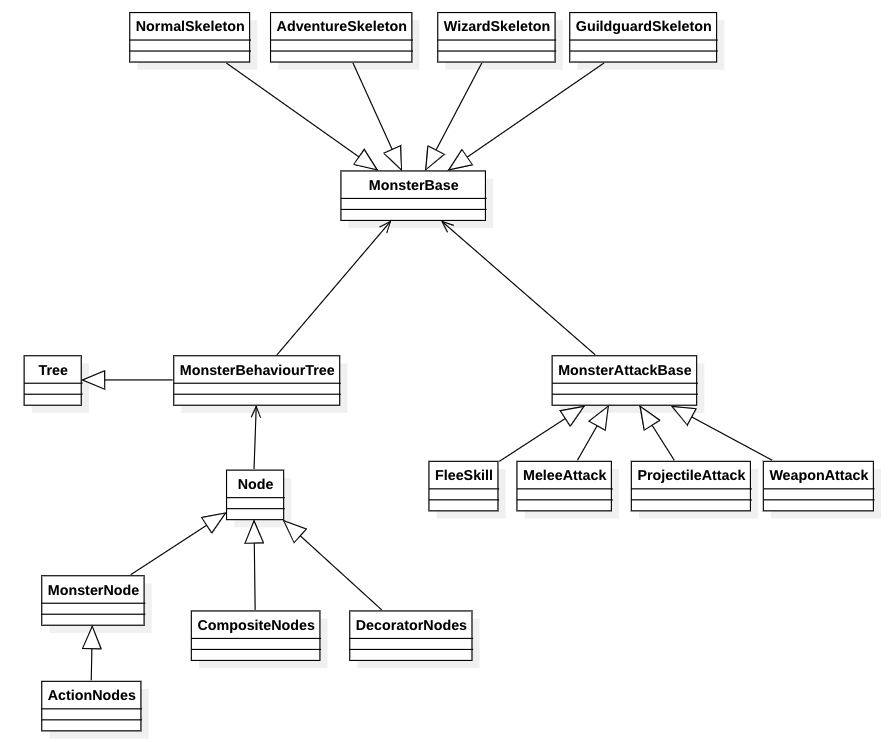 NormalSkeleton
AdventureSkeleton
WizardSkeleton
GuildguardSkeleton
MonsterBase
Tree
MonsterBehaviourTree
MonsterAttackBase
FleeSkill
MeleeAttack
ProjectileAttack
WeaponAttack
Node
MonsterNode
CompositeNodes
DecoratorNodes
ActionNodes